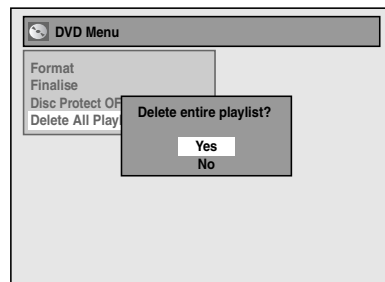 DVD Menu
Format
Finalise
Disc Protect OF
Delete All Playl
Delete entire playlist?
Yes
No